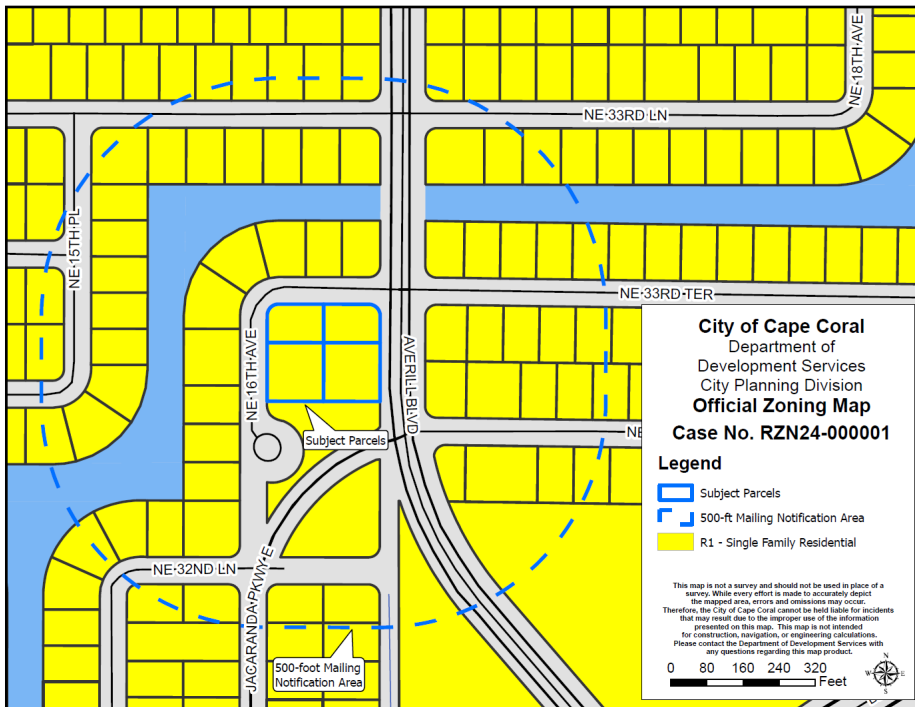 NE 18TH AVE
NE 33RD LN
NE 15TH PL
NE 33RD TER
NE 16TH AVE
AVERILL BLVD
Subject Parcels
NE
NE 32ND LN
JACARANDA PKWY E
500-foot Mailing
Notification Area
City of Cape Coral
Department of
Development Services
City Planning Division
Official Zoning Map
Case No. RZN24-000001
Legend
Subject Parcels
500-ft Mailing Notification Area
R1 - Single Family Residential
This map is not a survey and should not be used in place of a
survey. While every effort is made to accurately depict
the mapped area, errors and omissions may occur.
Therefore, the City of Cape Coral cannot be held liable for incidents
that may result due to the improper use of the information
presented on this map. This map is not intended
for construction, navigation, or engineering calculations.
Please contact the Department of Development Services with
any questions regarding this map product.
0 80 160 240 320
Feet
N
W E
S